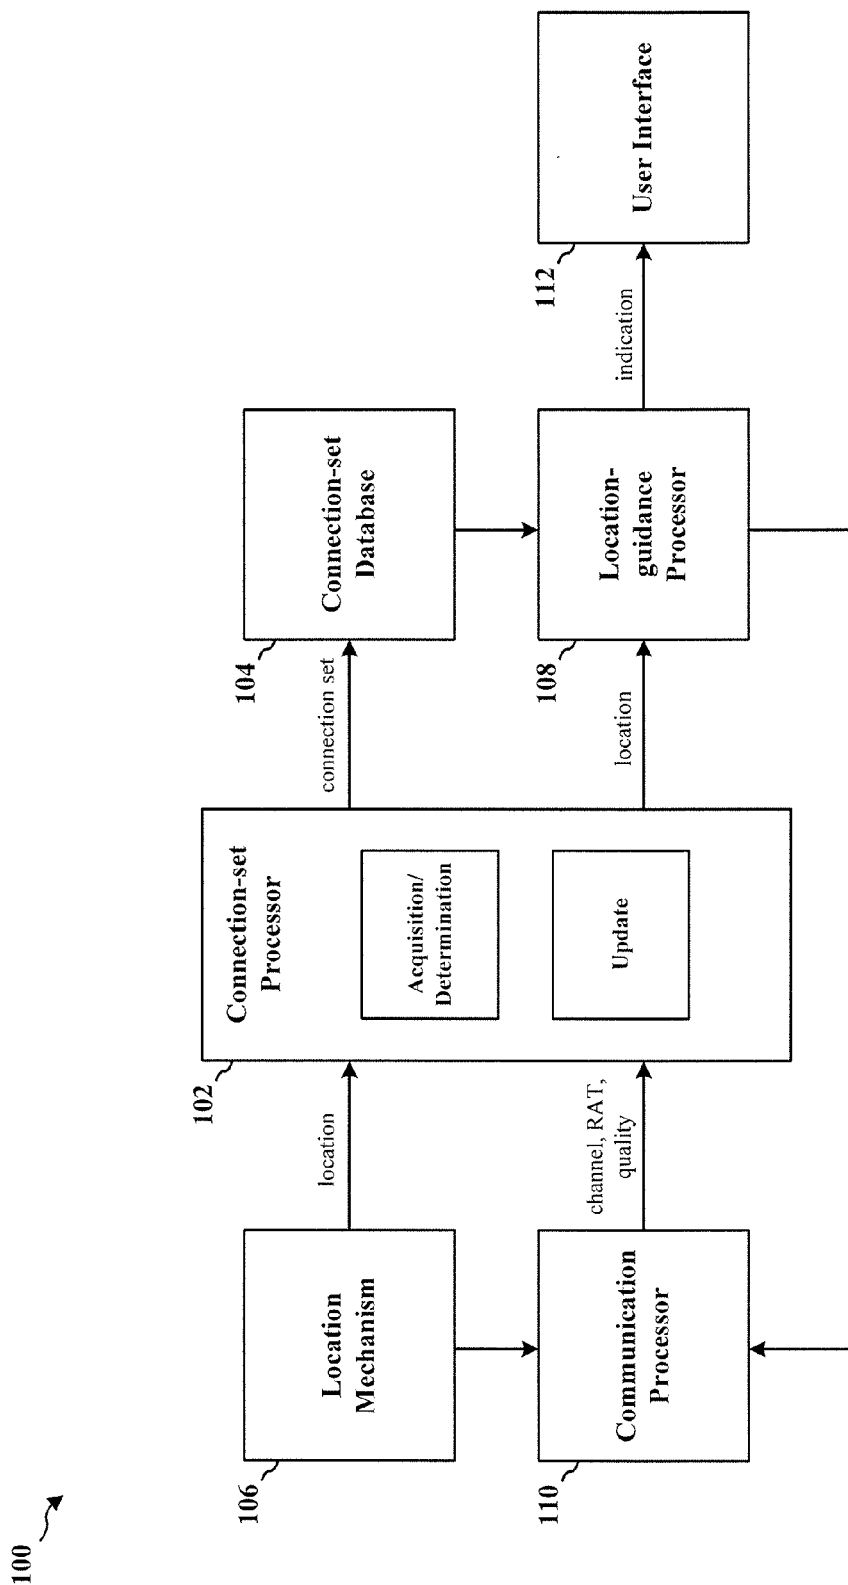 100
106
Location
Mechanism
location
110
Communication
Processor
channel, RAT,
quality
102
Connection-set
Processor
Acquisition/
Determination
Update
connection set
location
104
Connection-set
Database
108
Location-
guidance
Processor
indication
112
User Interface